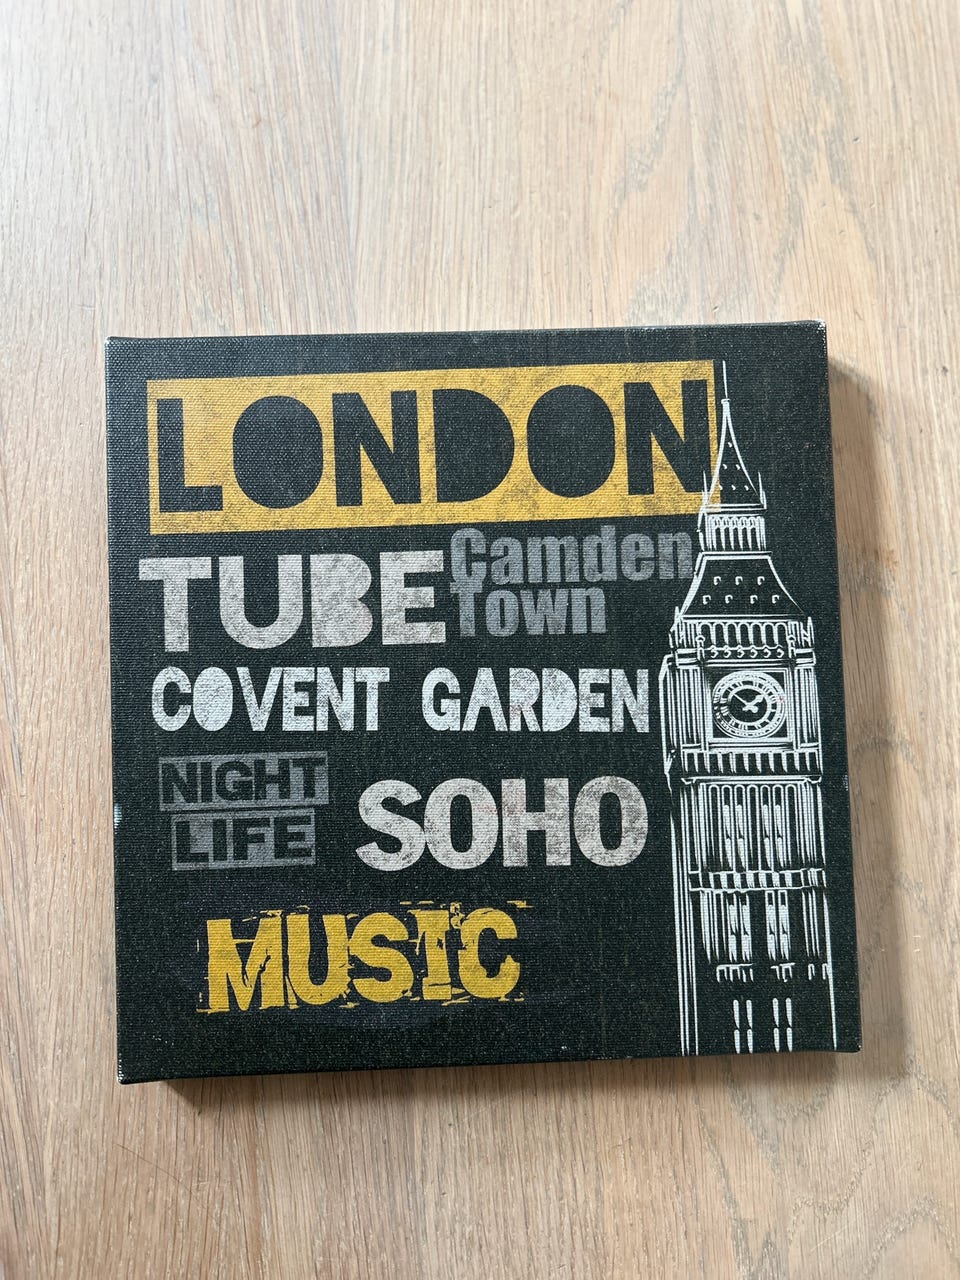 LONDON
TUBE
Camden
Town
COVENT GARDEN
NIGHT
LIFE
SOHO
MUSIC